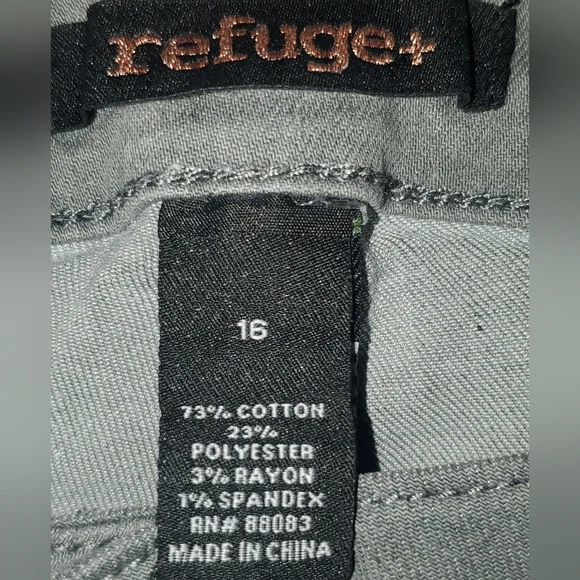 refuge+
16
73% COTTON
23%
POLYESTER
3% RAYON
1% SPANDEX
RN# 88083
MADE IN CHINA